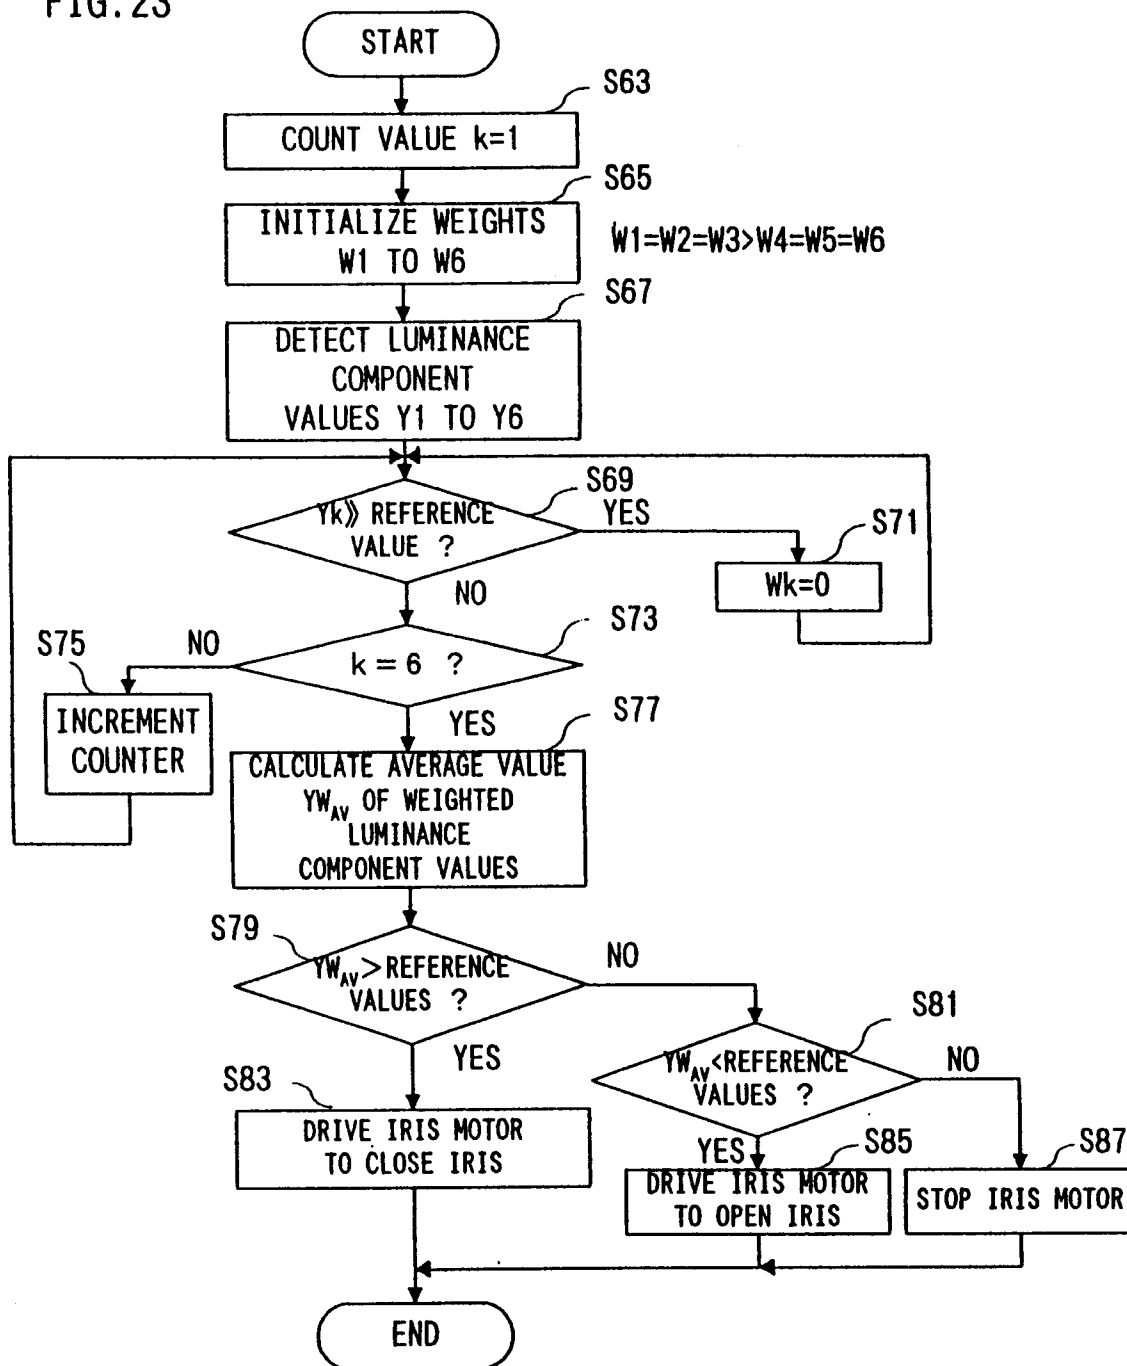 FIG.23
START
S63
COUNT VALUE k=1
S65
INITIALIZE WEIGHTS
W1 TO W6
W1=W2=W3>W4=W5=W6
S67
DETECT LUMINANCE
COMPONENT
VALUES Y1 TO Y6
S69
Yk》 REFERENCE
VALUE ?
YES
S71
Wk=0
NO
S73
k = 6 ?
NO
S75
INCREMENT
COUNTER
YES
S77
CALCULATE AVERAGE VALUE
YW_AV OF WEIGHTED
LUMINANCE
COMPONENT VALUES
S79
YW_AV>REFERENCE
VALUES ?
NO
S81
YW_AV<REFERENCE
VALUES ?
NO
YES
S83
DRIVE IRIS MOTOR
TO CLOSE IRIS
YES
S85
DRIVE IRIS MOTOR
TO OPEN IRIS
S87
STOP IRIS MOTOR
END